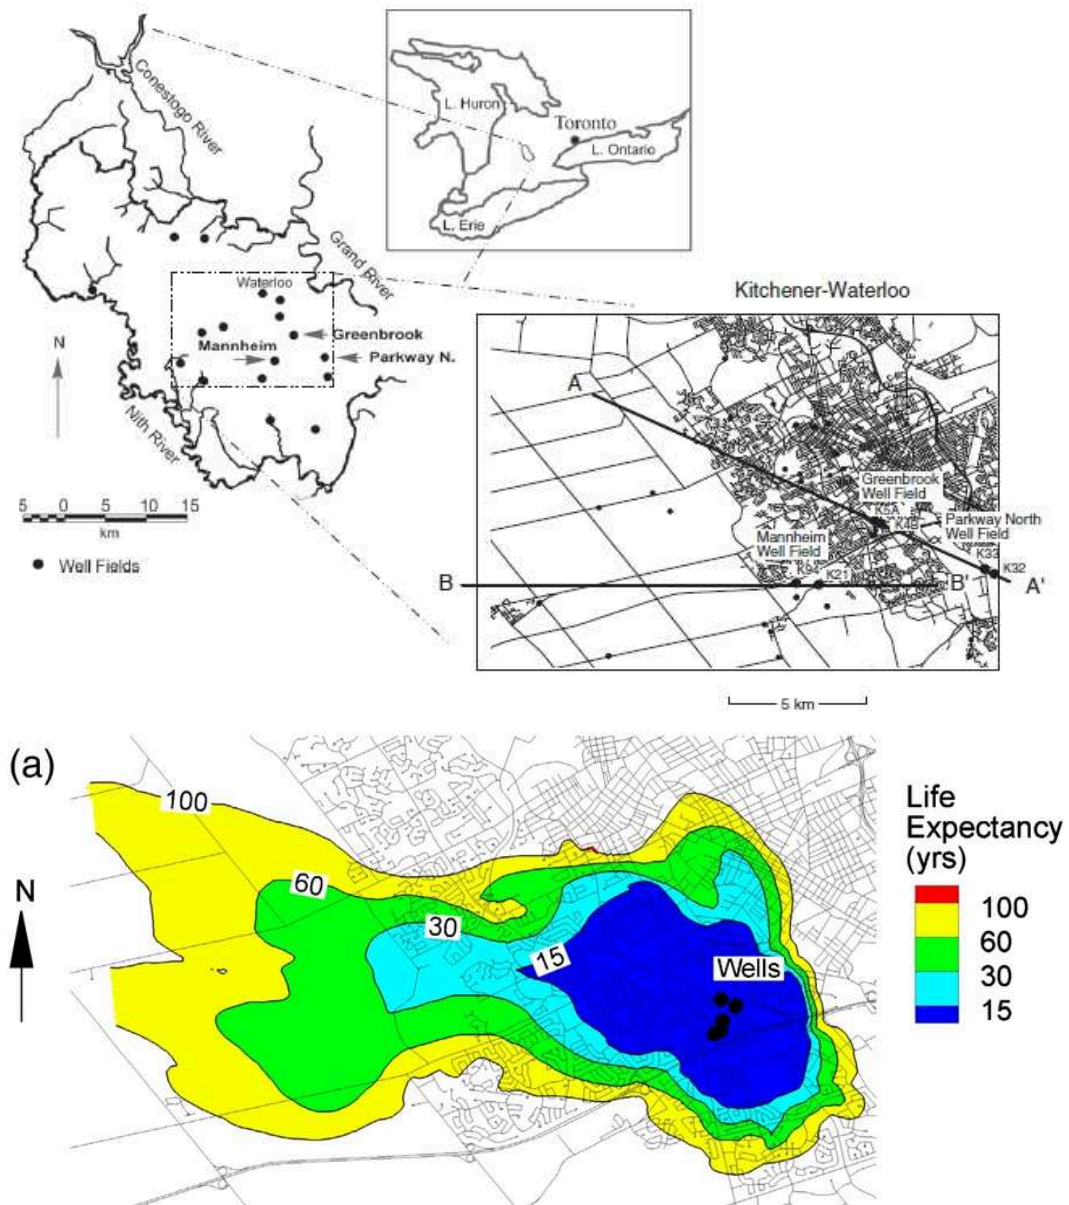 Conestogo River
L. Huron
Toronto
L. Ontario
L. Erie
Grand River
Waterloo
Greenbrook
Mannheim
Parkway N.
N
Nith River
5 0 5 10 15
km
Well Fields
Kitchener-Waterloo
A
Greenbrook
Well Field
K5A
K4B
Parkway North
Well Field
Mannheim
Well Field
K33
K32
K21
B
B'
A'
5 km
(a)
100
60
30
15
Wells
N
Life
Expectancy
(yrs)
100
60
30
15